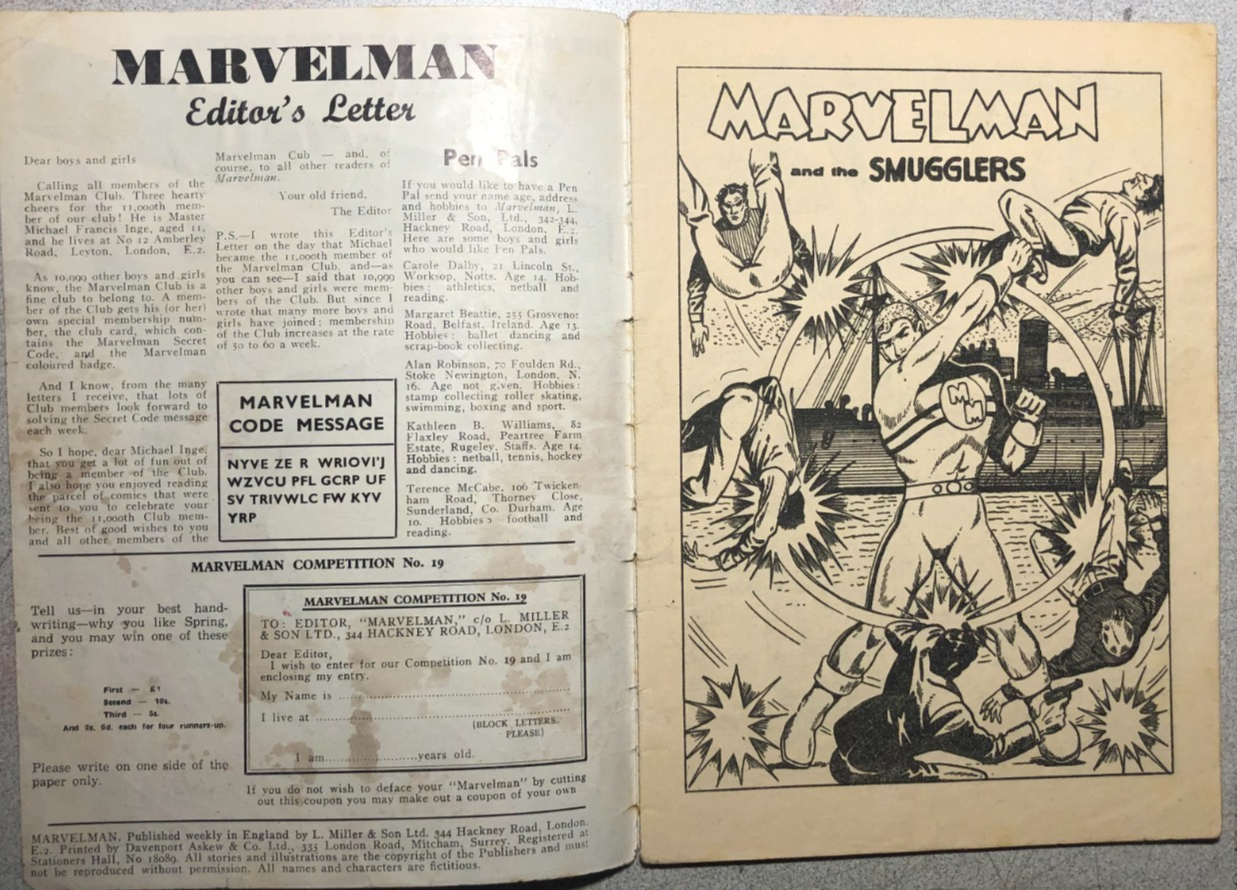 MARVELMAN
Editor's Letter
Dear boys and girls
Calling all members of the
Marvelman Club. Three hearty
cheers for the 11,000th mem-
ber of our club! He is Master
Michael Francis Inge, aged 11,
and he lives at No 12 Amberley
Road, Leyton, London, E.2.
As 10,999 other boys and girls
know, the Marvelman Club is a
fine club to belong to. A mem-
ber of the Club gets his (or her)
own special membership num-
ber, the club card, which con-
tains the Marvelman Secret
Code, and the Marvelman
coloured badge.
And I know, from the many
letters I receive, that lots of
Club members look forward to
solving the Secret Code message
each week.
So I hope, dear Michael Inge,
that you get a lot of fun out of
being a member of the Club.
I also hope you enjoyed reading
the parcel of comics that were
sent to you to celebrate your
being the 11,000th Club mem-
ber. Best of good wishes to you
and all other members of the
Marvelman Cub — and, of
course, to all other readers of
Marvelman.
Your old friend,
The Editor
P.S.—I wrote this Editor's
Letter on the day that Michael
became the 11,000th member of
the Marvelman Club, and—as
you can see—I said that 10,999
other boys and girls were mem-
bers of the Club. But since I
wrote that many more boys and
girls have joined: membership
of the Club increases at the rate
of 50 to 60 a week.
MARVELMAN
CODE MESSAGE
NYVE ZE R WRIOVI'J
WZVCU PFL GCRP UF
SV TRIVWLC FW KYV
YRP
Pen Pals
If you would like to have a Pen
Pal send your name age, address
and hobbies to Marvelman, L.
Miller & Son, Ltd., 342-344,
Hackney Road, London, E.2.
Here are some boys and girls
who would like Pen Pals.
Carole Dalby, 21 Lincoln St.,
Worksop, Notts. Age 14. Hob-
bies: athletics, netball and
reading.
Margaret Beattie, 255 Grosvenor
Road, Belfast, Ireland. Age 13.
Hobbies: ballet dancing and
scrap-book collecting.
Alan Robinson, 70 Foulden Rd.,
Stoke Newington, London, N.
16. Age not given. Hobbies:
stamp collecting roller skating,
swimming, boxing and sport.
Kathleen B. Williams, 82
Flaxley Road, Peartree Farm
Estate, Rugeley, Staffs. Age 14.
Hobbies: netball, tennis, hockey
and dancing.
Terence McCabe, 106 Twicken-
ham Road, Thorney Close,
Sunderland, Co. Durham. Age
10. Hobbies: football and
reading.
MARVELMAN COMPETITION No. 19
Tell us—in your best hand-
writing—why you like Spring,
and you may win one of these
prizes:
First — £1
Second — 10s.
Third — 5s.
And 2s. 6d. each for four runners-up.
Please write on one side of the
paper only.
MARVELMAN COMPETITION No. 19
TO: EDITOR, "MARVELMAN," c/o L. MILLER
& SON LTD., 344 HACKNEY ROAD, LONDON, E.2
Dear Editor,
I wish to enter for our Competition No. 19 and I am
enclosing my entry.
My Name is ....................
I live at ....................
(BLOCK LETTERS.
PLEASE)
I am....................years old.
If you do not wish to deface your "Marvelman" by cutting
out this coupon you may make out a coupon of your own
MARVELMAN. Published weekly in England by L. Miller & Son Ltd. 344 Hackney Road, London.
E.2. Printed by Davenport Askew & Co. Ltd., 333 London Road, Mitcham, Surrey. Registered at
Stationers Hall, No 18089. All stories and illustrations are the copyright of the Publishers and must
not be reproduced without permission. All names and characters are fictitious.
MARVELMAN
and the SMUGGLERS
MM